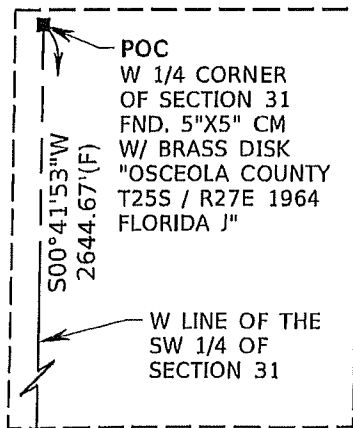 POC
W 1/4 CORNER
OF SECTION 31
FND. 5"X5" CM
W/ BRASS DISK
"OSCEOLA COUNTY
T25S / R27E 1964
FLORIDA J"
S00°41'53"W
2644.67'(F)
W LINE OF THE
SW 1/4 OF
SECTION 31